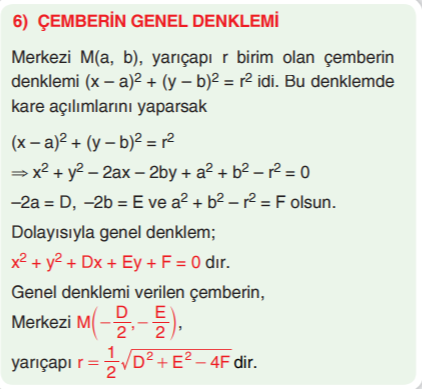 6) ÇEMBERİN GENEL DENKLEMİ
Merkezi M(a, b), yarıçapı r birim olan çemberin
denklemi (x – a)² + (y – b)² = r² idi. Bu denklemde
kare açılımlarını yaparsak
(x – a)² + (y – b)² = r²
⇒ x² + y² – 2ax – 2by + a² + b² – r² = 0
–2a = D, –2b = E ve a² + b² – r² = F olsun.
Dolayısıyla genel denklem;
x² + y² + Dx + Ey + F = 0 dır.
Genel denklemi verilen çemberin,
Merkezi M(–D/2, –E/2),
yarıçapı r = 1/2 √(D² + E² – 4F) dir.